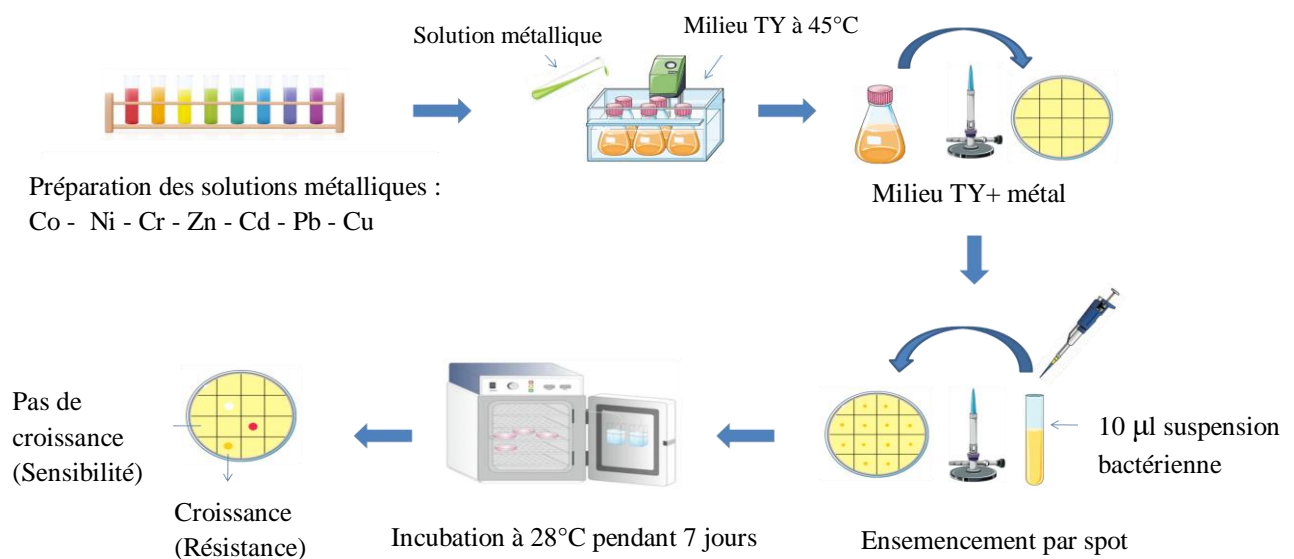 Solution métallique
Milieu TY à 45°C
Préparation des solutions métalliques :
Co - Ni - Cr - Zn - Cd - Pb - Cu
Milieu TY+ métal
10 µl suspension
bactérienne
Ensemencement par spot
Incubation à 28°C pendant 7 jours
Pas de
croissance
(Sensibilité)
Croissance
(Résistance)